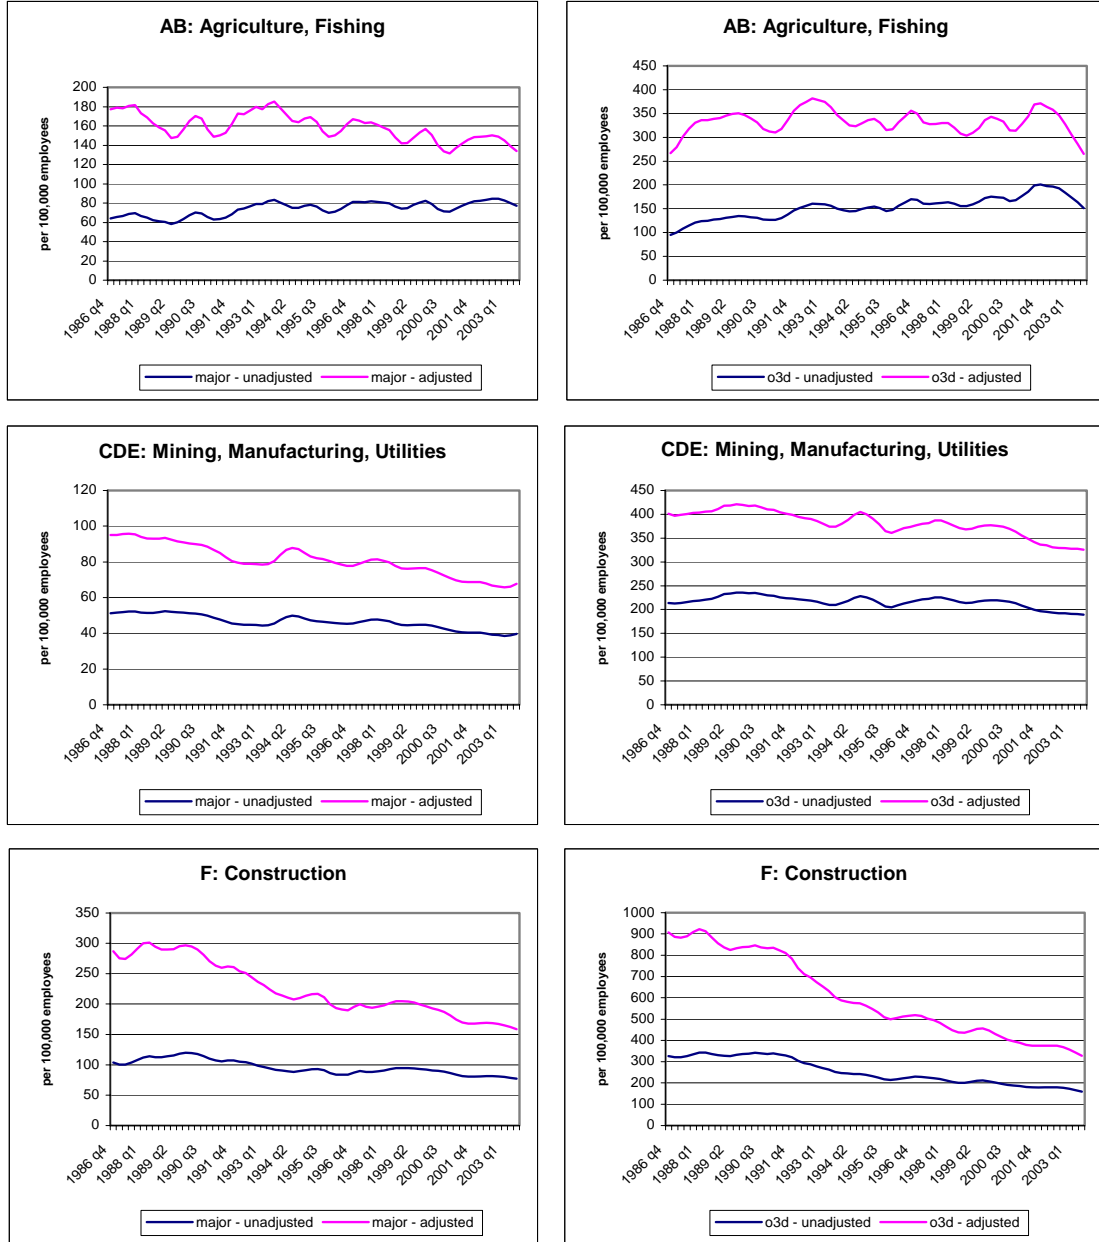 AB: Agriculture, Fishing
per 100,000 employees
200
180
160
140
120
100
80
60
40
20
0
1986 q4
1988 q1
1989 q2
1990 q3
1991 q4
1993 q1
1994 q2
1995 q3
1996 q4
1998 q1
1999 q2
2000 q3
2001 q4
2003 q1
major - unadjusted major - adjusted
AB: Agriculture, Fishing
per 100,000 employees
450
400
350
300
250
200
150
100
50
0
1986 q4
1988 q1
1989 q2
1990 q3
1991 q4
1993 q1
1994 q2
1995 q3
1996 q4
1998 q1
1999 q2
2000 q3
2001 q4
2003 q1
o3d - unadjusted o3d - adjusted
CDE: Mining, Manufacturing, Utilities
per 100,000 employees
120
100
80
60
40
20
0
1986 q4
1988 q1
1989 q2
1990 q3
1991 q4
1993 q1
1994 q2
1995 q3
1996 q4
1998 q1
1999 q2
2000 q3
2001 q4
2003 q1
major - unadjusted major - adjusted
CDE: Mining, Manufacturing, Utilities
per 100,000 employees
450
400
350
300
250
200
150
100
50
0
1986 q4
1988 q1
1989 q2
1990 q3
1991 q4
1993 q1
1994 q2
1995 q3
1996 q4
1998 q1
1999 q2
2000 q3
2001 q4
2003 q1
o3d - unadjusted o3d - adjusted
F: Construction
per 100,000 employees
350
300
250
200
150
100
50
0
1986 q4
1988 q1
1989 q2
1990 q3
1991 q4
1993 q1
1994 q2
1995 q3
1996 q4
1998 q1
1999 q2
2000 q3
2001 q4
2003 q1
major - unadjusted major - adjusted
F: Construction
per 100,000 employees
1000
900
800
700
600
500
400
300
200
100
0
1986 q4
1988 q1
1989 q2
1990 q3
1991 q4
1993 q1
1994 q2
1995 q3
1996 q4
1998 q1
1999 q2
2000 q3
2001 q4
2003 q1
o3d - unadjusted o3d - adjusted